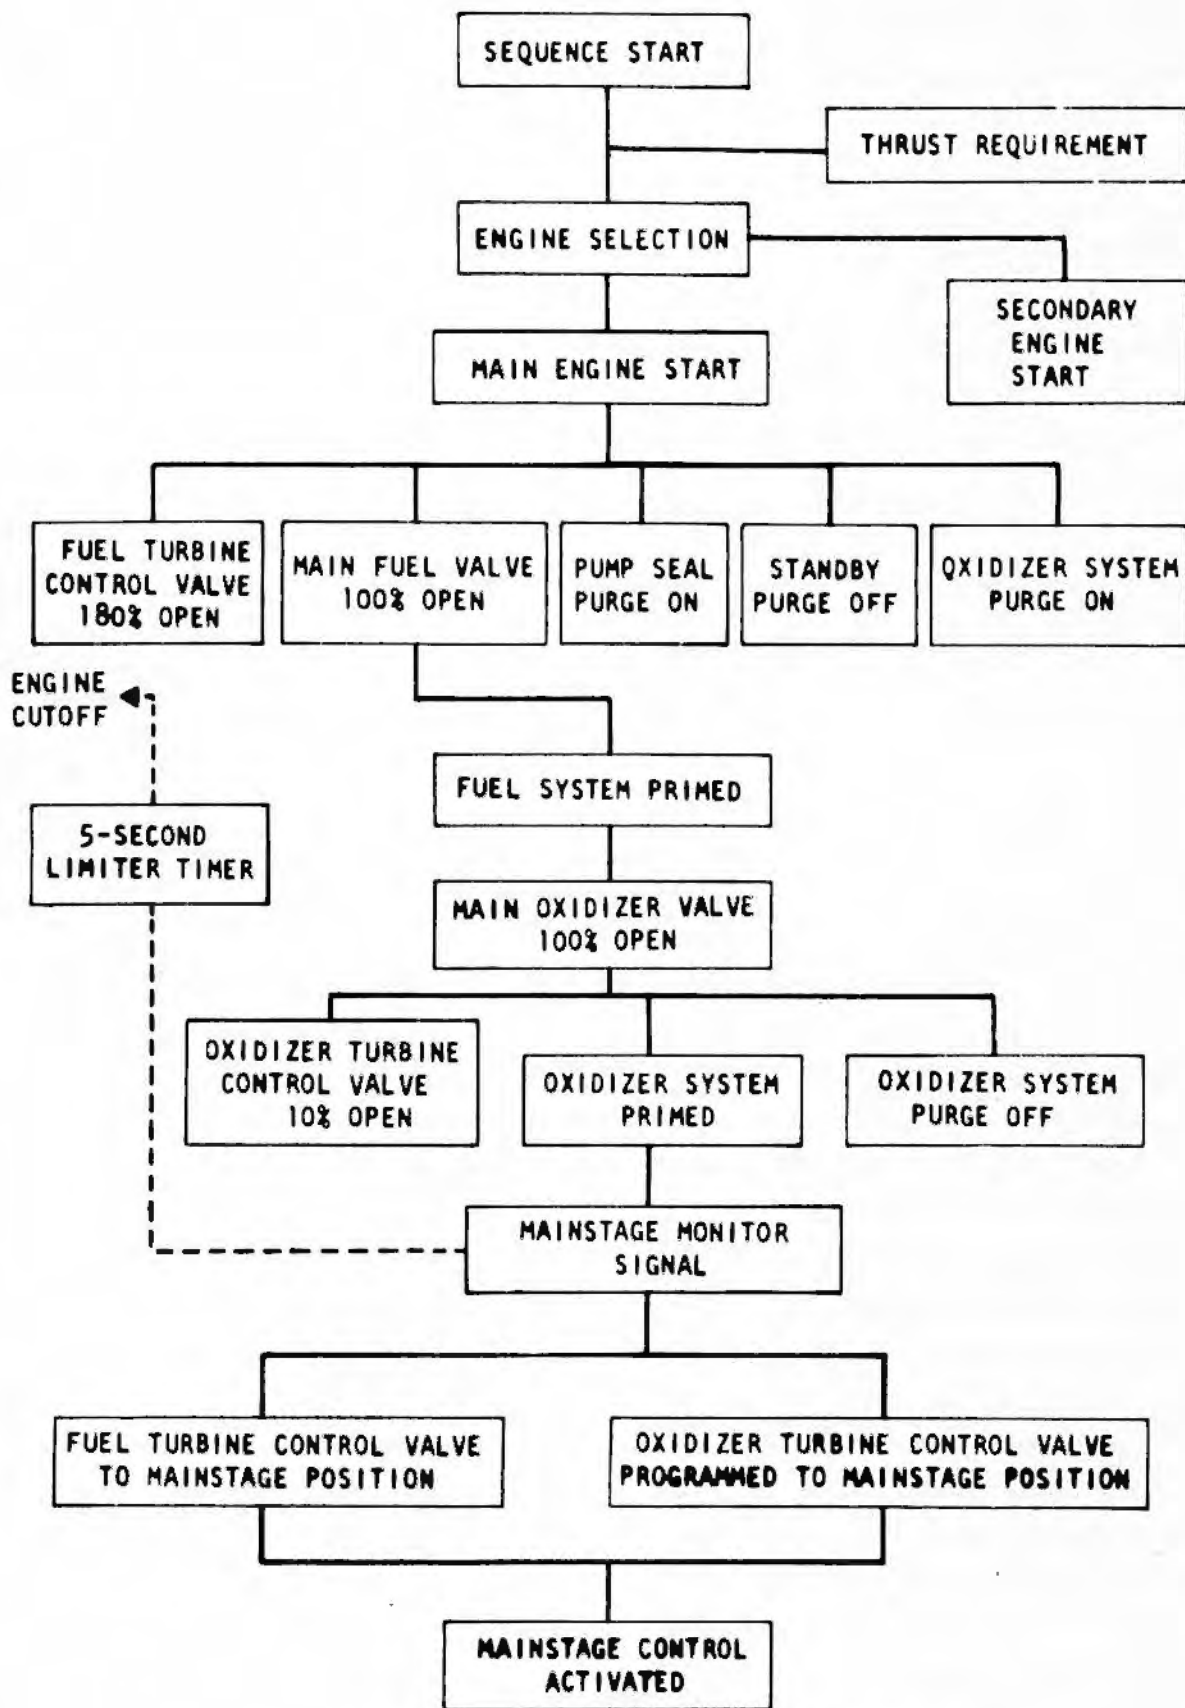 SEQUENCE START
THRUST REQUIREMENT
ENGINE SELECTION
SECONDARY
ENGINE
START
MAIN ENGINE START
FUEL TURBINE
CONTROL VALVE
180% OPEN
MAIN FUEL VALVE
100% OPEN
PUMP SEAL
PURGE ON
STANDBY
PURGE OFF
OXIDIZER SYSTEM
PURGE ON
ENGINE
CUTOFF
FUEL SYSTEM PRIMED
5-SECOND
LIMITER TIMER
MAIN OXIDIZER VALVE
100% OPEN
OXIDIZER TURBINE
CONTROL VALVE
10% OPEN
OXIDIZER SYSTEM
PRIMED
OXIDIZER SYSTEM
PURGE OFF
MAINSTAGE MONITOR
SIGNAL
FUEL TURBINE CONTROL VALVE
TO MAINSTAGE POSITION
OXIDIZER TURBINE CONTROL VALVE
PROGRAMMED TO MAINSTAGE POSITION
MAINSTAGE CONTROL
ACTIVATED